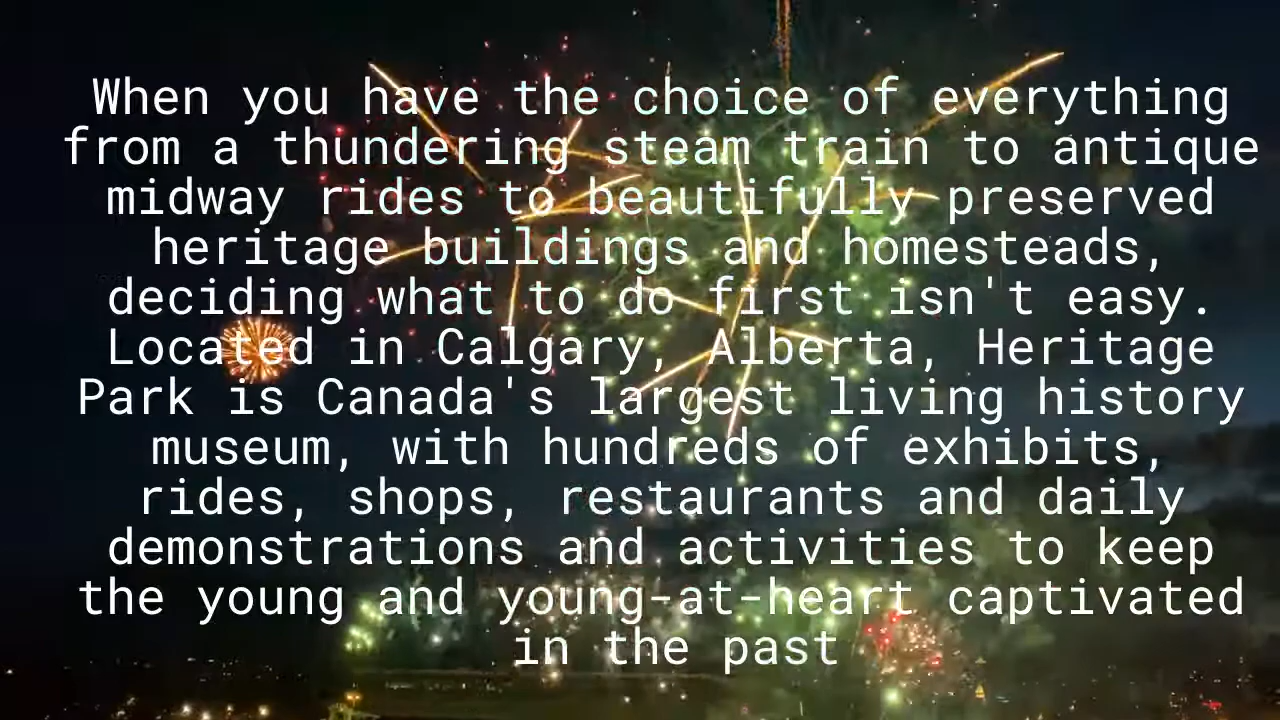 When you have the choice of everything
from a thundering steam train to antique
midway rides to beautifully preserved
heritage buildings and homesteads,
deciding what to do first isn't easy.
Located in Calgary, Alberta, Heritage
Park is Canada's largest living history
museum, with hundreds of exhibits,
rides, shops, restaurants and daily
demonstrations and activities to keep
the young and young-at-heart captivated
in the past